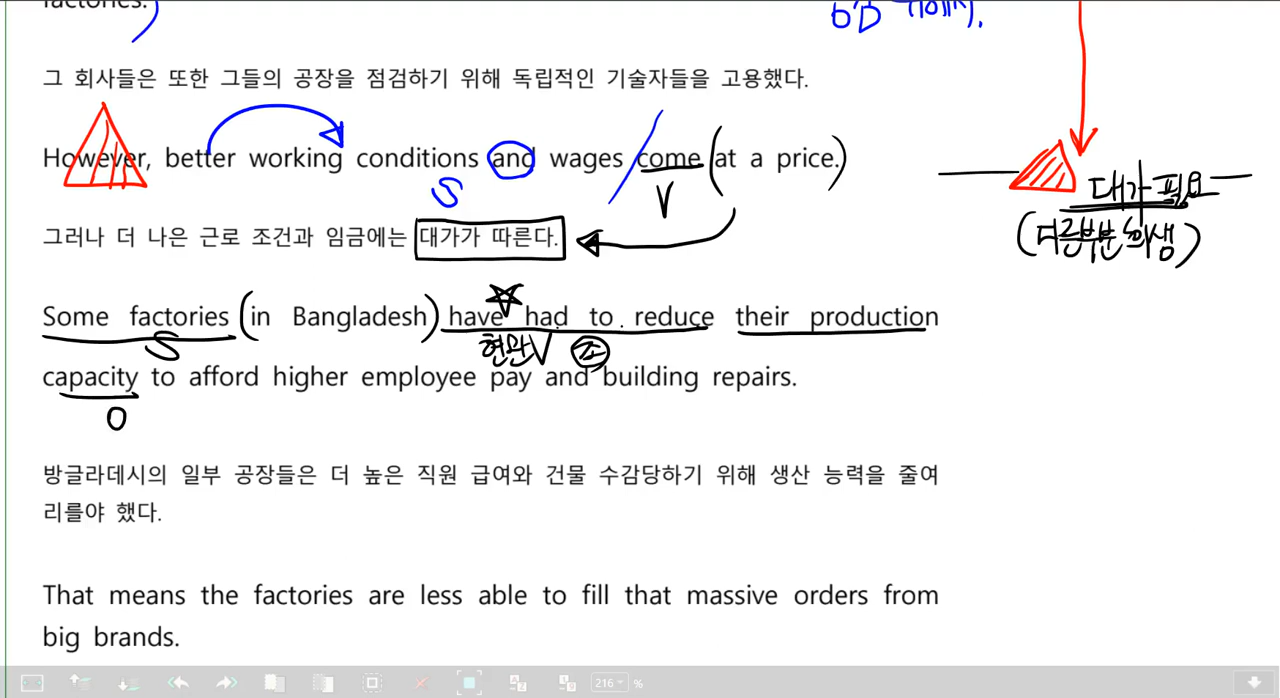 factories.)
그 회사들은 또한 그들의 공장을 점검하기 위해 독립적인 기술자들을 고용했다.
However, better working conditions and wages come (at a price.)
S V
대가 필요
(다른부분 희생)
그러나 더 나은 근로 조건과 임금에는 대가가 따른다.
Some factories (in Bangladesh) have had to reduce their production
S 현완V 조
capacity to afford higher employee pay and building repairs.
O
방글라데시의 일부 공장들은 더 높은 직원 급여와 건물 수감당하기 위해 생산 능력을 줄여
리를야 했다.
That means the factories are less able to fill that massive orders from
big brands.
216 %